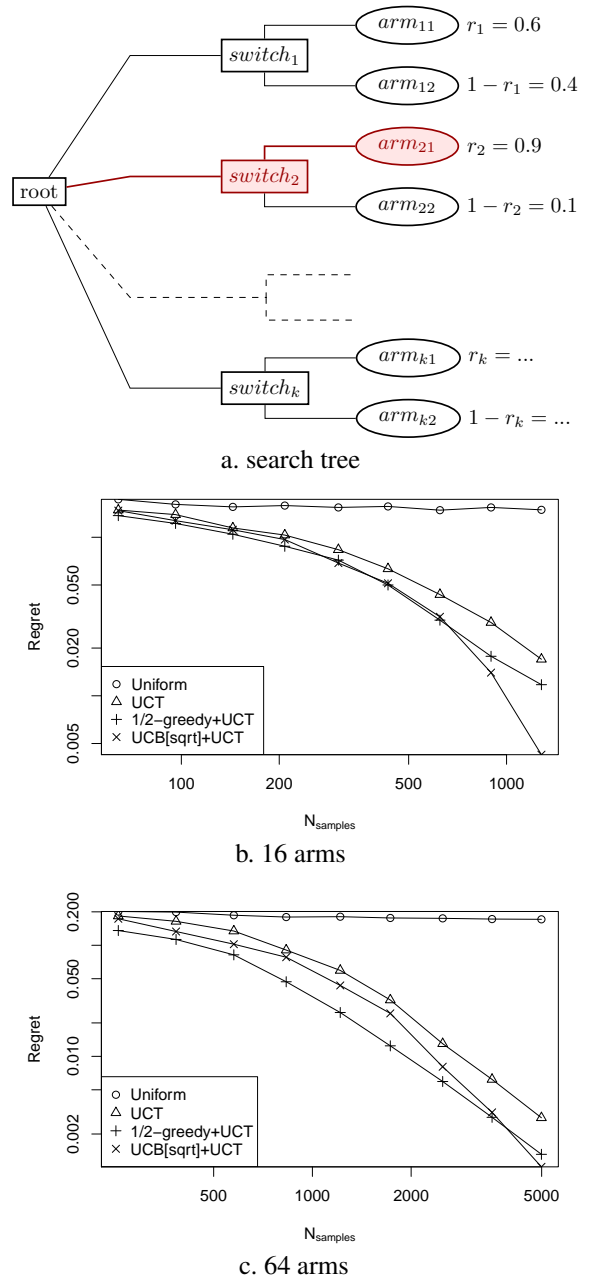 root
switch₁
arm₁₁ r₁ = 0.6
arm₁₂ 1 − r₁ = 0.4
switch₂
arm₂₁ r₂ = 0.9
arm₂₂ 1 − r₂ = 0.1
switchₖ
armₖ₁ rₖ = ...
armₖ₂ 1 − rₖ = ...
a. search tree
Regret
0.050
0.020
0.005
Uniform
UCT
1/2−greedy+UCT
UCB[sqrt]+UCT
100 200 500 1000
N_samples
b. 16 arms
Regret
0.200
0.050
0.010
0.002
Uniform
UCT
1/2−greedy+UCT
UCB[sqrt]+UCT
500 1000 2000 5000
N_samples
c. 64 arms